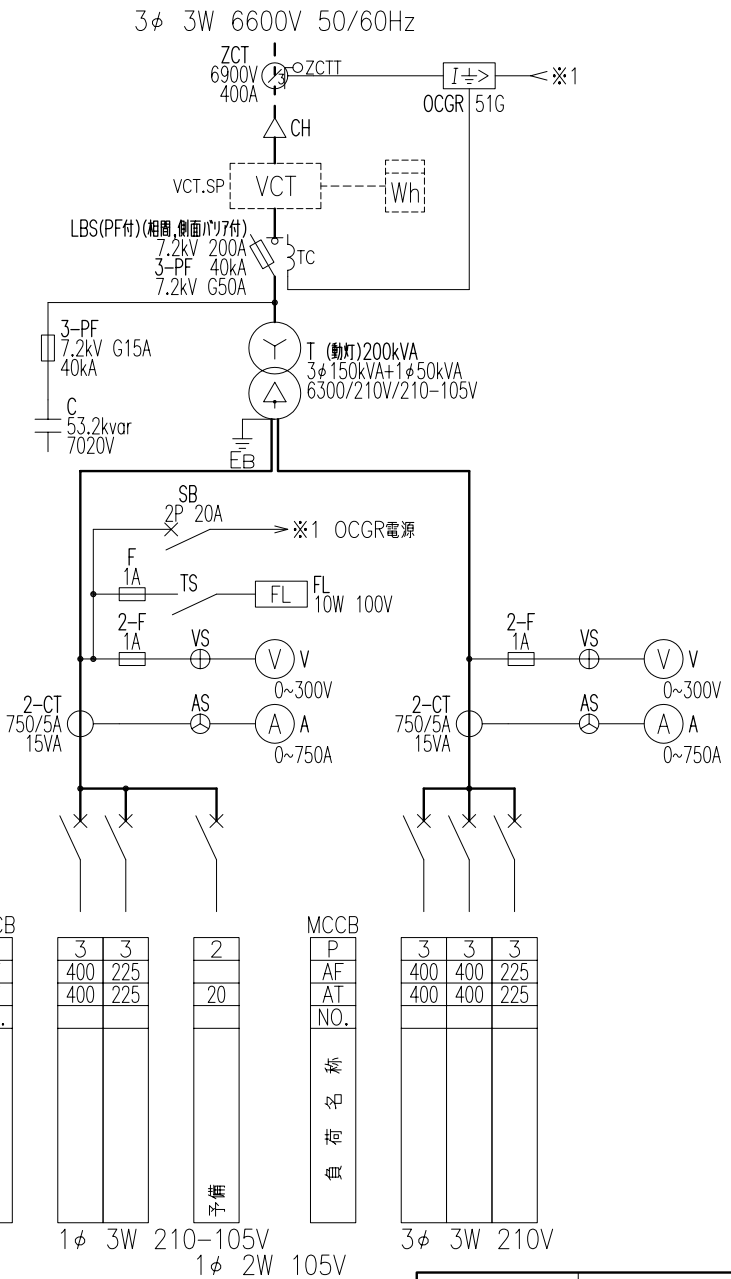 3φ 3W 6600V 50/60Hz
ZCT
6900V
400A
3
ZCTT
I >
※1
OCGR 51G
CH
VCT.SP
VCT
Wh
LBS(PF付)(相間,側面バリア付)
7.2kV 200A
3-PF 40kA
7.2kV G50A
TC
3-PF
7.2kV G15A
40kA
T (動灯)200kVA
3φ150kVA+1φ50kVA
6300/210V/210-105V
C
53.2kvar
7020V
EB
SB
2P 20A
※1 OCGR電源
F
1A
TS
FL
FL
10W 100V
2-F
1A
VS
V
V
0~300V
2-CT
750/5A
15VA
AS
A
A
0~750A
2-F
1A
VS
V
V
0~300V
2-CT
750/5A
15VA
AS
A
A
0~750A
CB
3 3 2
400 225
400 225 20
予備
1φ 3W 210-105V
1φ 2W 105V
MCCB
P 3 3 3
AF 400 400 225
AT 400 400 225
NO.
負荷名称
3φ 3W 210V